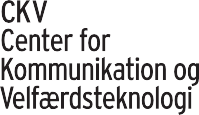 CKV
Center for
Kommunikation og
Velfærdsteknologi